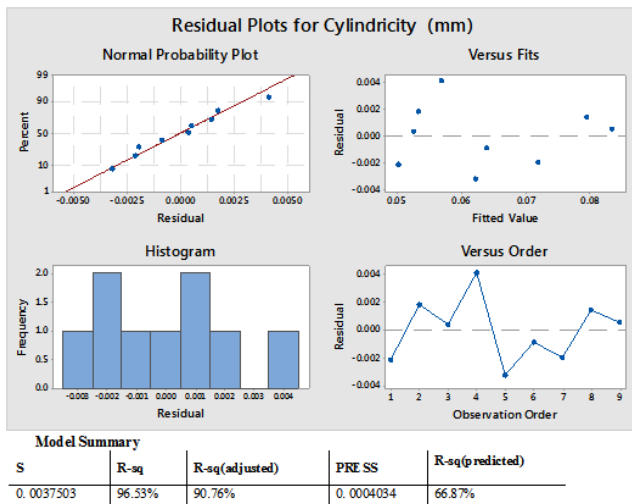 Residual Plots for Cylindricity (mm)
Normal Probability Plot
99
90
50
10
1
Percent
-0.0050 -0.0025 0.0000 0.0025 0.0050
Residual
Versus Fits
0.004
0.002
0.000
-0.002
-0.004
Residual
0.05 0.06 0.07 0.08
Fitted Value
Histogram
2.0
1.5
1.0
0.5
0.0
Frequency
-0.003 -0.002 -0.001 0.000 0.001 0.002 0.003 0.004
Residual
Versus Order
0.004
0.002
0.000
-0.002
-0.004
Residual
1 2 3 4 5 6 7 8 9
Observation Order
Model Summary
S R-sq R-sq(adjusted) PRESS R-sq(predicted)
0. 0037503 96.53% 90.76% 0. 0004034 66.87%